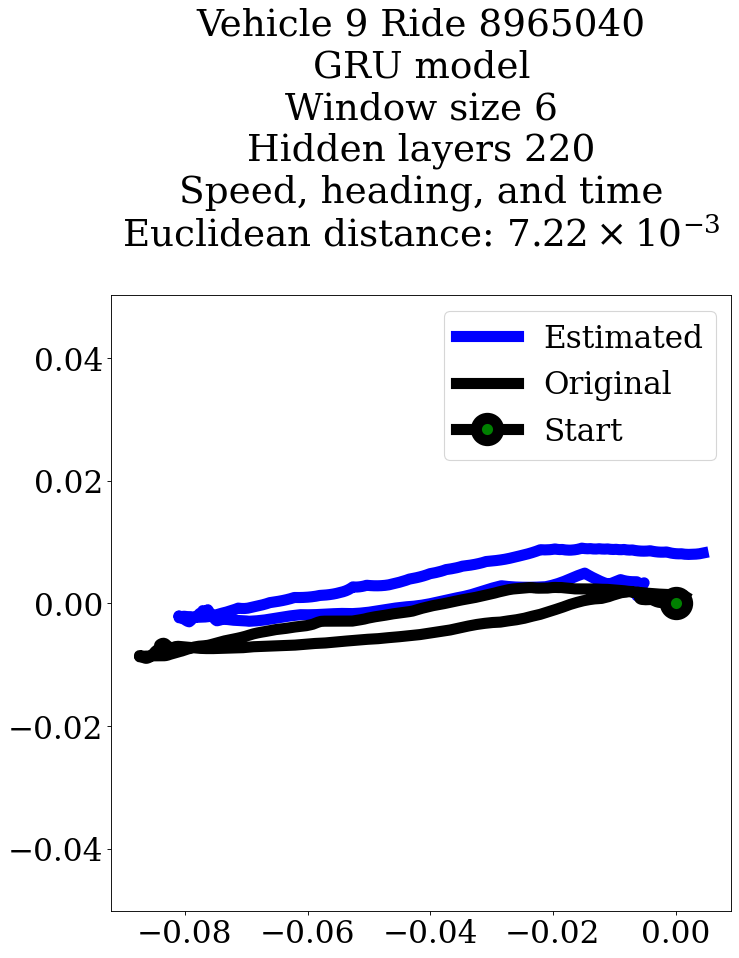 Vehicle 9 Ride 8965040
GRU model
Window size 6
Hidden layers 220
Speed, heading, and time
Euclidean distance: 7.22 × 10⁻³
Estimated
Original
Start
0.04
0.02
0.00
−0.02
−0.04
−0.08 −0.06 −0.04 −0.02 0.00